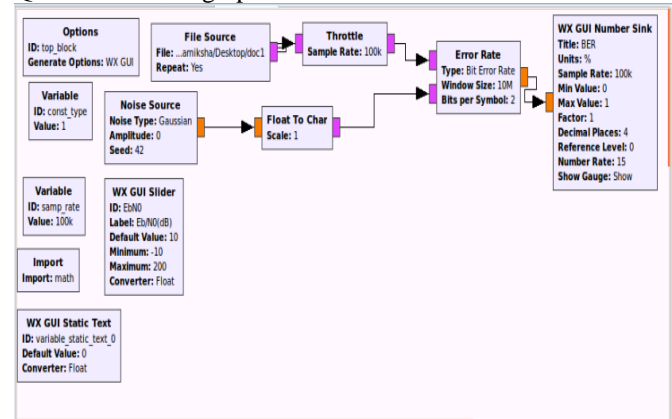 Options
ID: top_block
Generate Options: WX GUI
File Source
File: ...amiksha/Desktop/doc1
Repeat: Yes
Throttle
Sample Rate: 100k
Error Rate
Type: Bit Error Rate
Window Size: 10M
Bits per Symbol: 2
WX GUI Number Sink
Title: BER
Units: %
Sample Rate: 100k
Min Value: 0
Max Value: 1
Factor: 1
Decimal Places: 4
Reference Level: 0
Number Rate: 15
Show Gauge: Show
Variable
ID: const_type
Value: 1
Noise Source
Noise Type: Gaussian
Amplitude: 0
Seed: 42
Float To Char
Scale: 1
Variable
ID: samp_rate
Value: 100k
WX GUI Slider
ID: EbN0
Label: Eb/N0(dB)
Default Value: 10
Minimum: -10
Maximum: 200
Converter: Float
Import
Import: math
WX GUI Static Text
ID: variable_static_text_0
Default Value: 0
Converter: Float